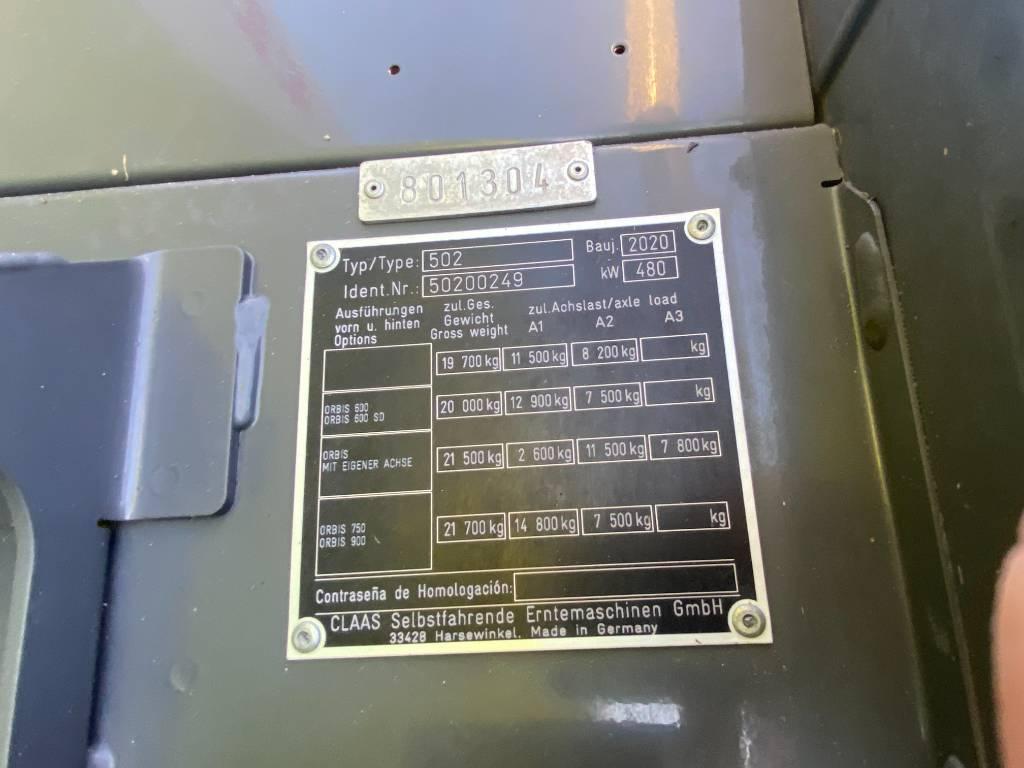 801304
Typ/Type: 502 Bauj. 2020
Ident.Nr.: 50200249 kW 480
Ausführungen vorn u. hinten Options zul.Ges. Gewicht Gross weight zul.Achslast/axle load A1 A2 A3
19 700 kg 11 500 kg 8 200 kg kg
ORBIS 600
ORBIS 600 SD
20 000 kg 12 900 kg 7 500 kg kg
ORBIS
MIT EIGENER ACHSE
21 500 kg 2 600 kg 11 500 kg 7 800 kg
ORBIS 750
ORBIS 900
21 700 kg 14 800 kg 7 500 kg kg
Contraseña de Homologación:
CLAAS Selbstfahrende Erntemaschinen GmbH
33428 Harsewinkel, Made in Germany